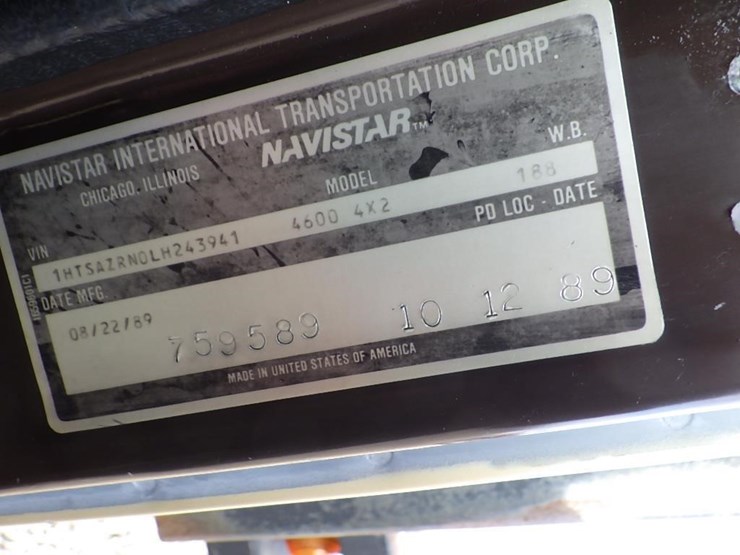 NAVISTAR INTERNATIONAL TRANSPORTATION CORP.
CHICAGO, ILLINOIS NAVISTAR™
VIN MODEL W.B.
1HTSAZRN0LH243941 4600 4X2 188
DATE MFG. PD LOC - DATE
08/22/89 759589 10 12 89
MADE IN UNITED STATES OF AMERICA